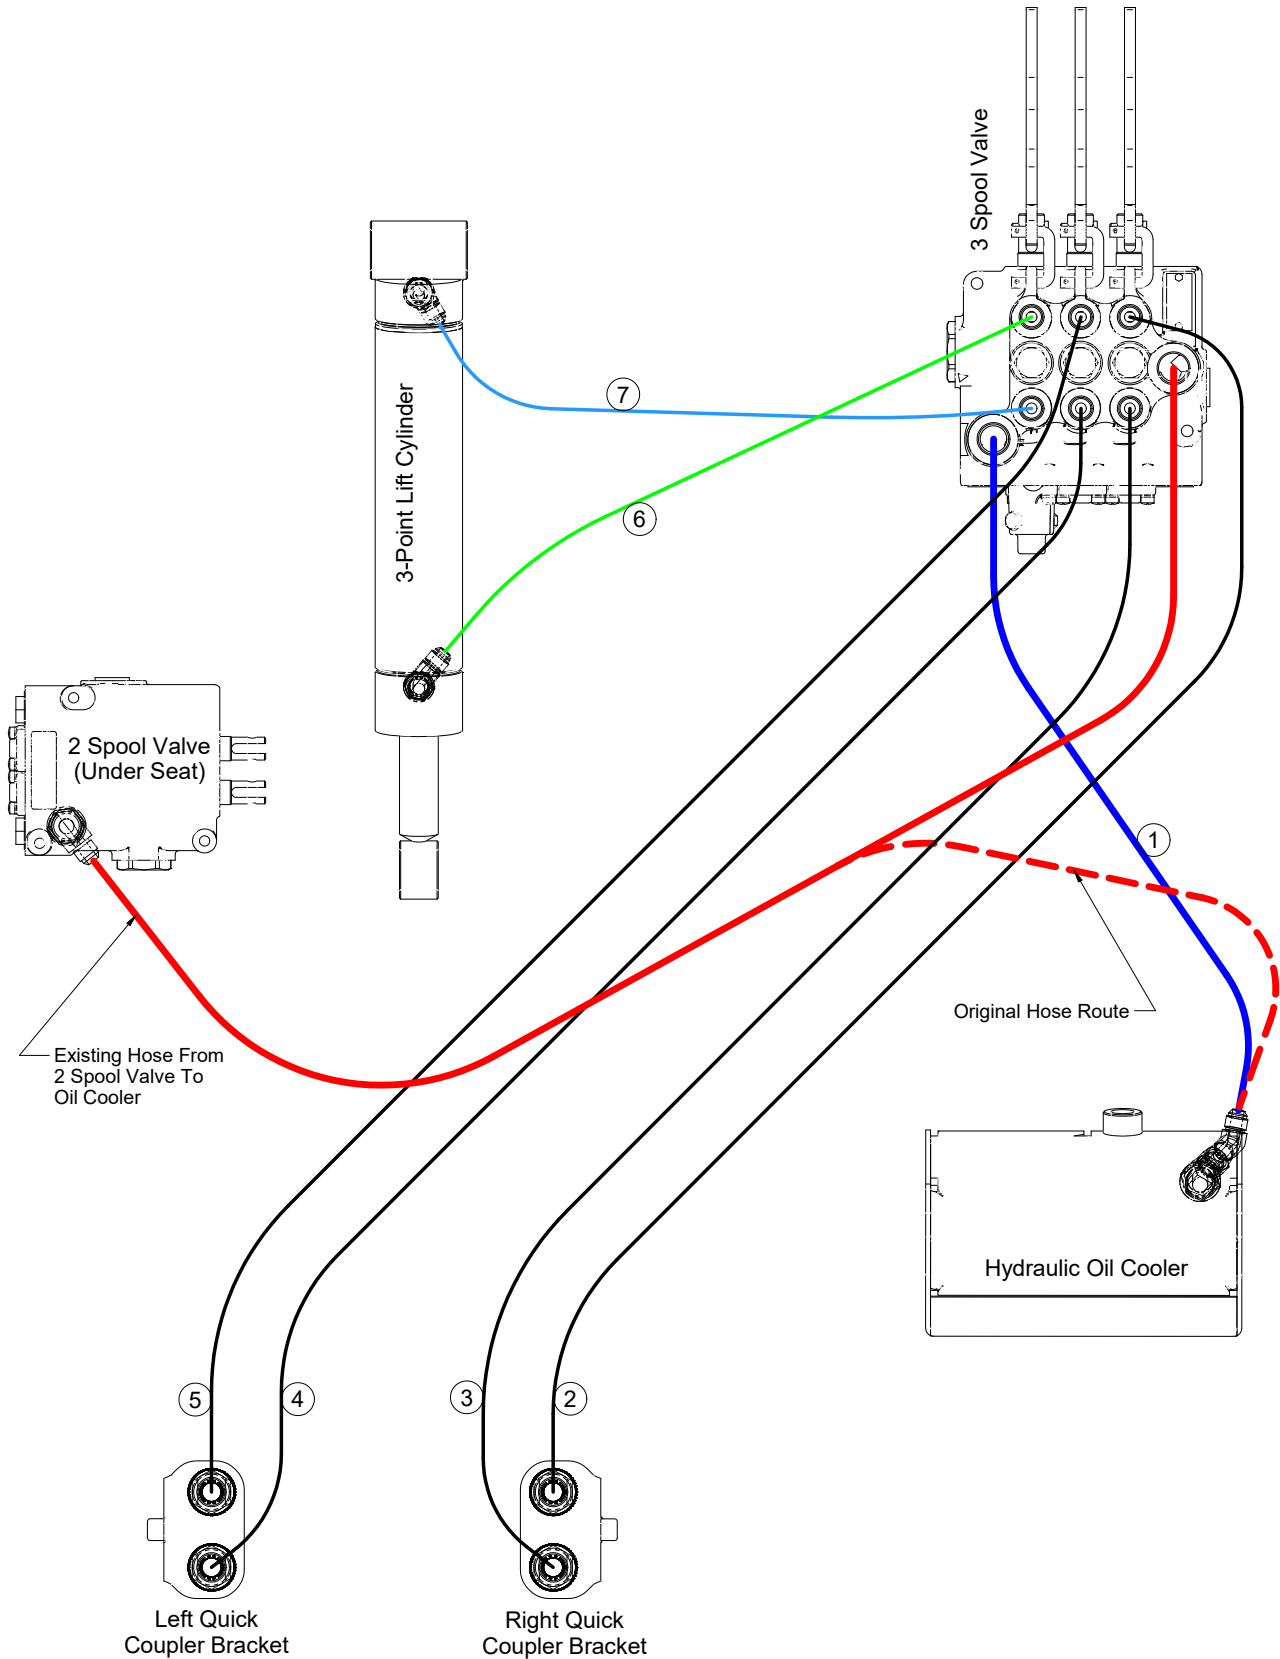 3 Spool Valve
7
3-Point Lift Cylinder
6
2 Spool Valve
(Under Seat)
1
Original Hose Route
Existing Hose From
2 Spool Valve To
Oil Cooler
Hydraulic Oil Cooler
5
4
3
2
Left Quick
Coupler Bracket
Right Quick
Coupler Bracket